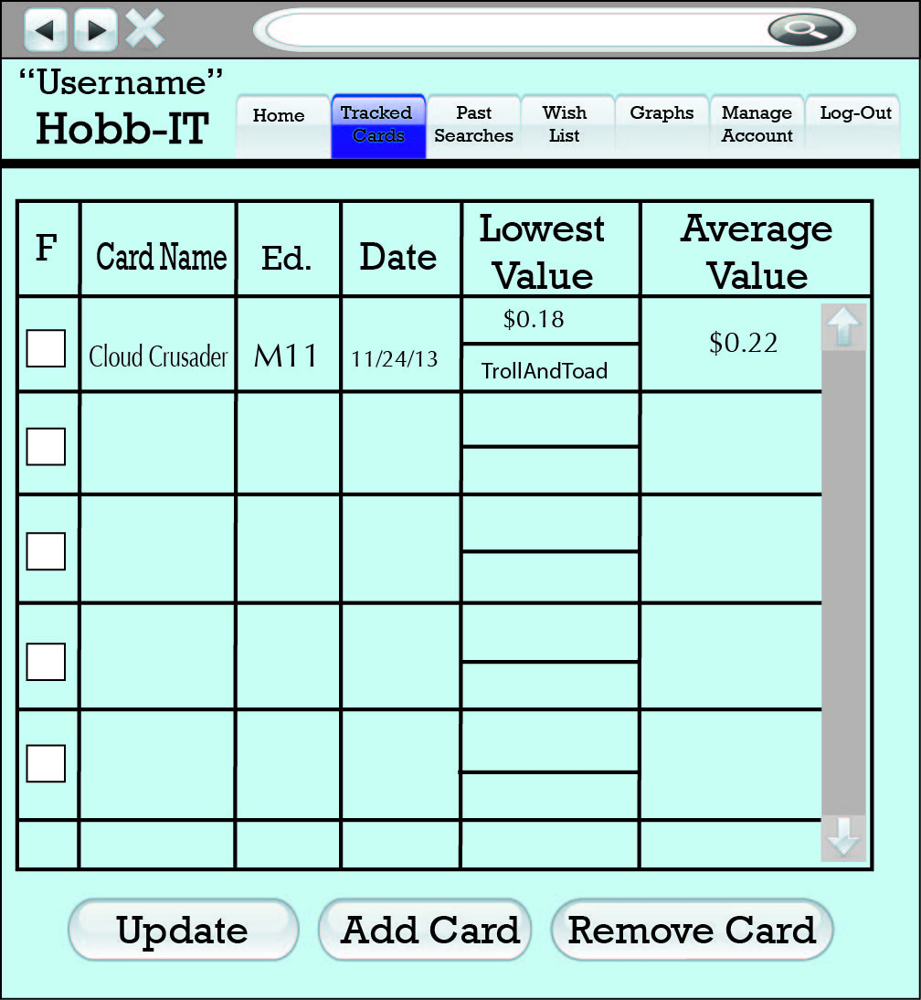 “Username”
Hobb-IT
Home
Tracked
Cards
Past
Searches
Wish
List
Graphs
Manage
Account
Log-Out
F
Card Name
Ed.
Date
Lowest
Value
Average
Value
Cloud Crusader
M11
11/24/13
$0.18
TrollAndToad
$0.22
Update
Add Card
Remove Card